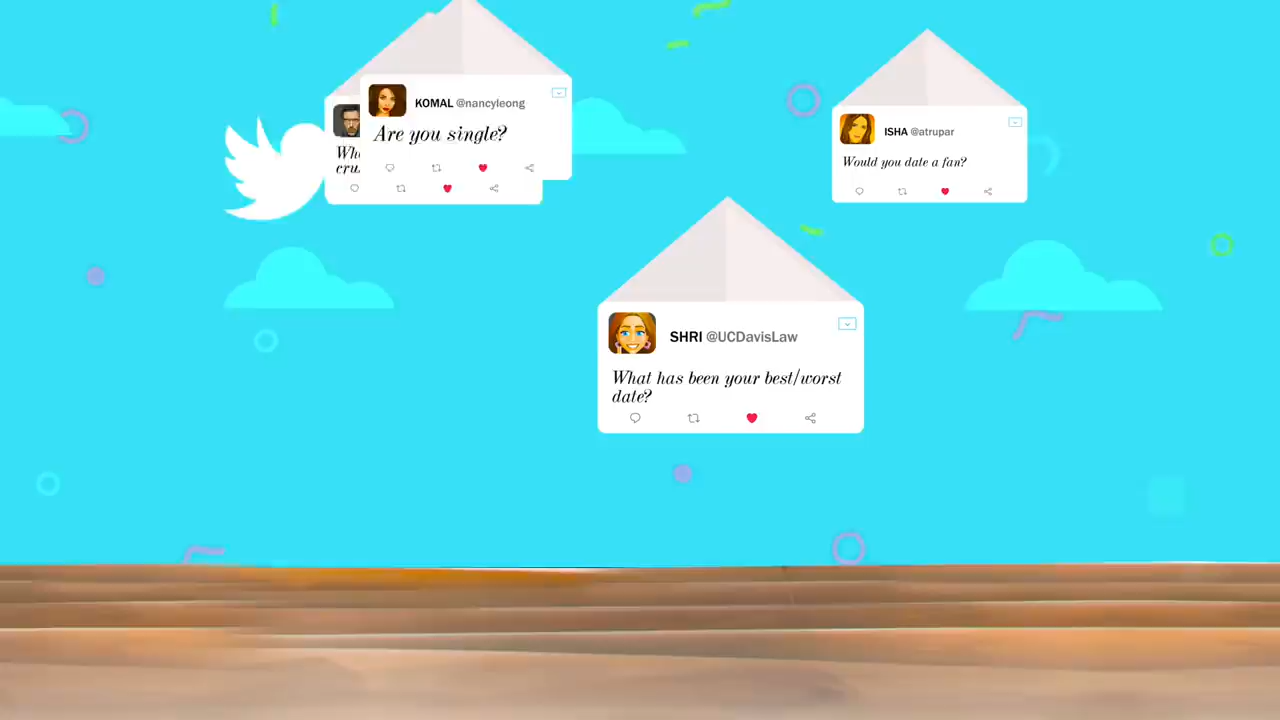 KOMAL @nancyleong
Are you single?
ISHA @atrupar
Would you date a fan?
SHRI @UCDavisLaw
What has been your best/worst
date?